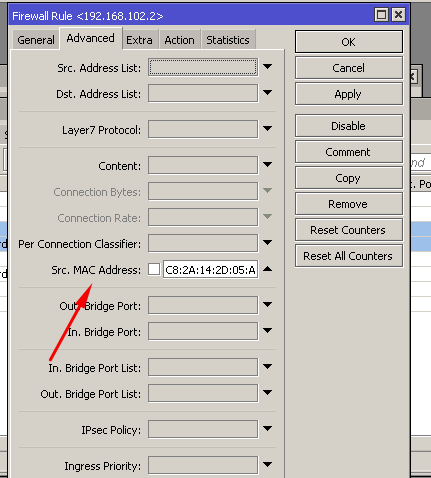 Firewall Rule <192.168.102.2>
General Advanced Extra Action Statistics
Src. Address List:
Dst. Address List:
Layer7 Protocol:
Content:
Connection Bytes:
Connection Rate:
Per Connection Classifier:
Src. MAC Address: C8:2A:14:2D:05:A
Out. Bridge Port:
In. Bridge Port:
In. Bridge Port List:
Out. Bridge Port List:
IPsec Policy:
Ingress Priority:
OK
Cancel
Apply
Disable
Comment
Copy
Remove
Reset Counters
Reset All Counters
. Po